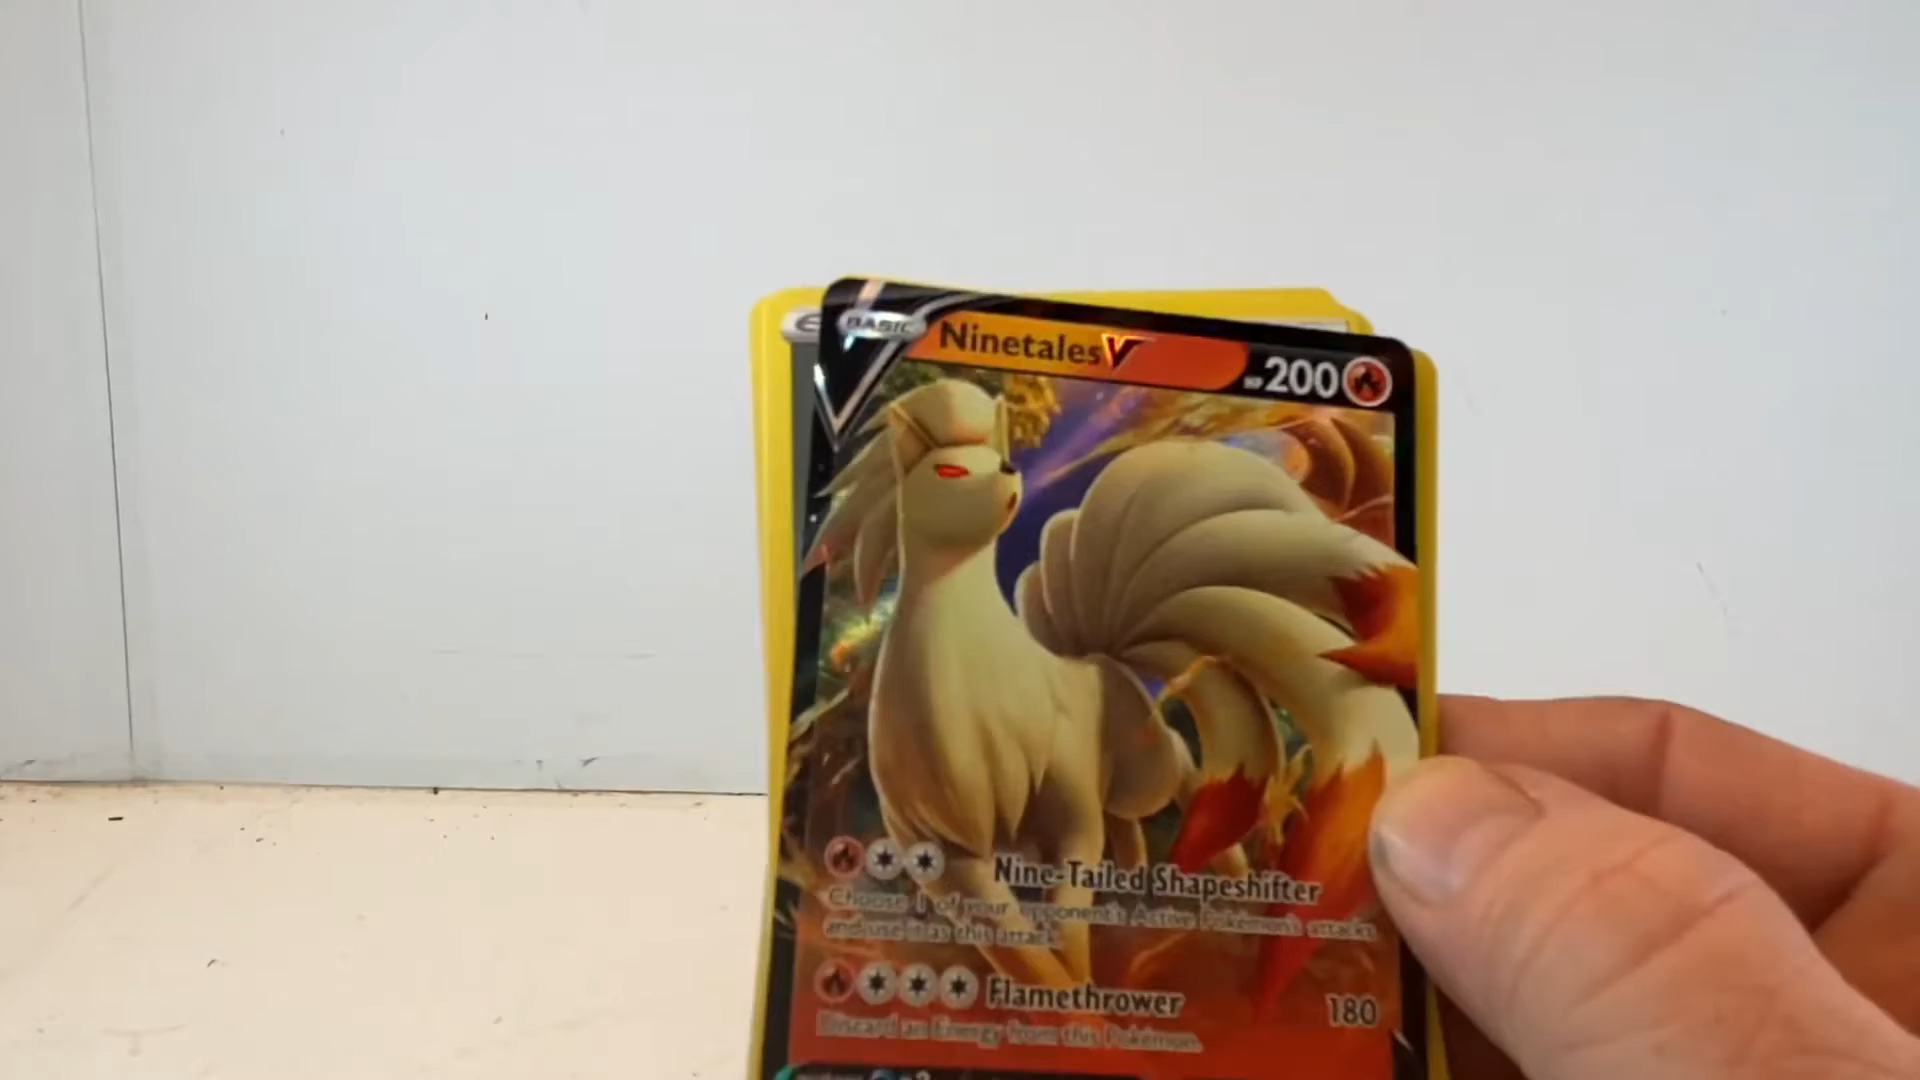 BASIC
Ninetales V
HP 200
Nine-Tailed Shapeshifter
Choose 1 of your opponent's Active Pokémon's attacks
and use it as this attack.
Flamethrower 180
Discard an Energy from this Pokémon.